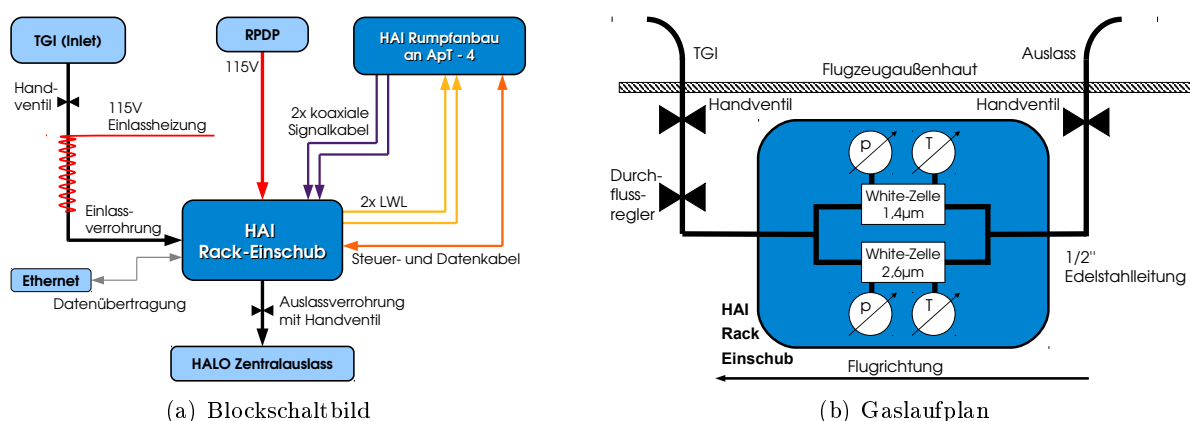 TGI (Inlet)
RPDP
HAI Rumpfanbau
an ApT - 4
Hand-
ventil
115V
115V
Einlassheizung
2x koaxiale
Signalkabel
Einlass-
verrohrung
HAI
Rack-Einschub
2x LWL
Steuer- und Datenkabel
Ethernet
Datenübertragung
Auslassverrohrung
mit Handventil
HALO Zentralauslass
(a) Blockschaltbild
TGI
Auslass
Flugzeugaußenhaut
Handventil
Handventil
p
T
Durch-
fluss-
regler
White-Zelle
1,4µm
White-Zelle
2,6µm
1/2"
Edelstahlleitung
p
T
HAI
Rack
Einschub
Flugrichtung
(b) Gaslaufplan